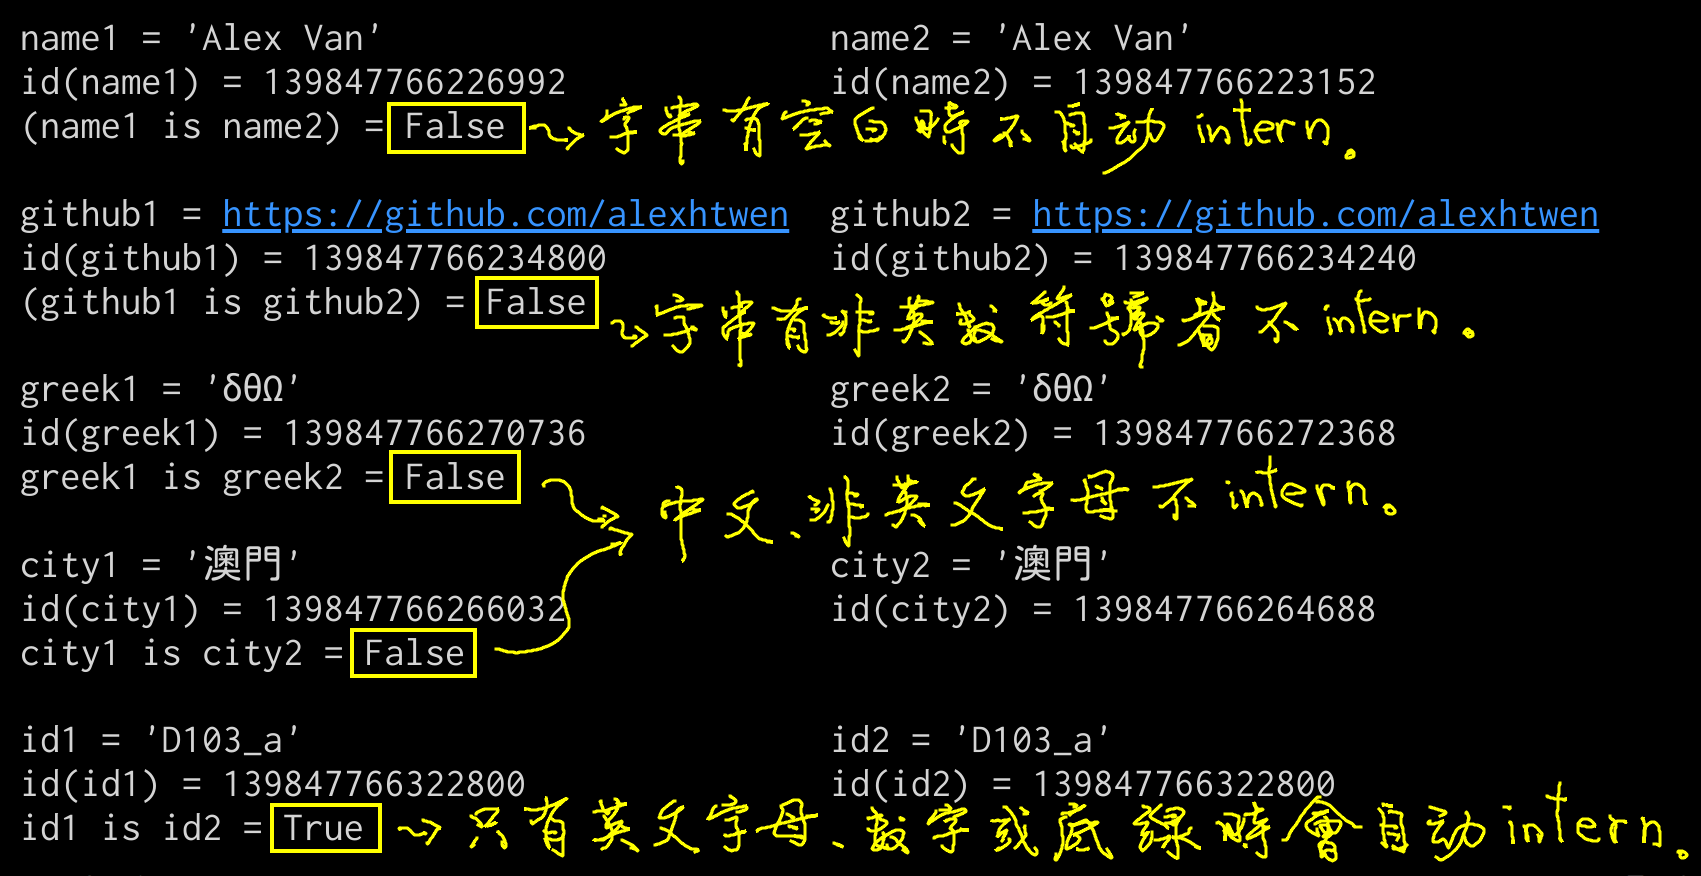 name1 = 'Alex Van' name2 = 'Alex Van'
id(name1) = 139847766226992 id(name2) = 139847766223152
(name1 is name2) = False 字串有空白時不自动 intern。
github1 = https://github.com/alexhtwen github2 = https://github.com/alexhtwen
id(github1) = 139847766234800 id(github2) = 139847766234240
(github1 is github2) = False 字串有非英数符號者不 intern。
greek1 = 'δθΩ' greek2 = 'δθΩ'
id(greek1) = 139847766270736 id(greek2) = 139847766272368
greek1 is greek2 = False 中文、非英文字母不 intern。
city1 = '澳門' city2 = '澳門'
id(city1) = 139847766266032 id(city2) = 139847766264688
city1 is city2 = False
id1 = 'D103_a' id2 = 'D103_a'
id(id1) = 139847766322800 id(id2) = 139847766322800
id1 is id2 = True 只有英文字母、数字或底線時會自动 intern。